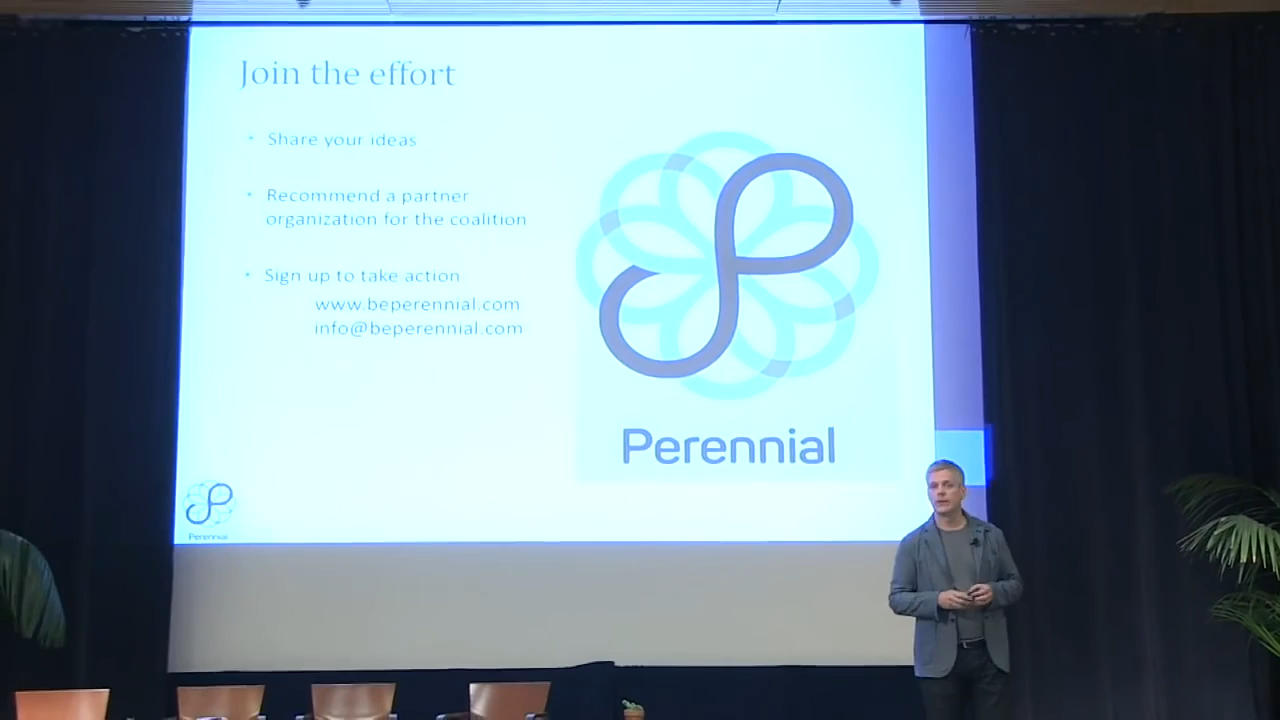 Join the effort
Share your ideas
Recommend a partner
organization for the coalition
Sign up to take action
www.beperennial.com
info@beperennial.com
Perennial
Perennial